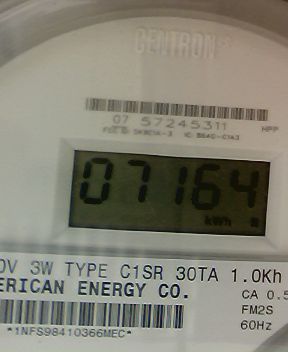 CENTRON
07 57245311
07164
kWh
0V 3W TYPE C1SR 30TA 1.0Kh
ERICAN ENERGY CO.
CA 0.5
FM2S
*1NFS98410366MEC*
60Hz